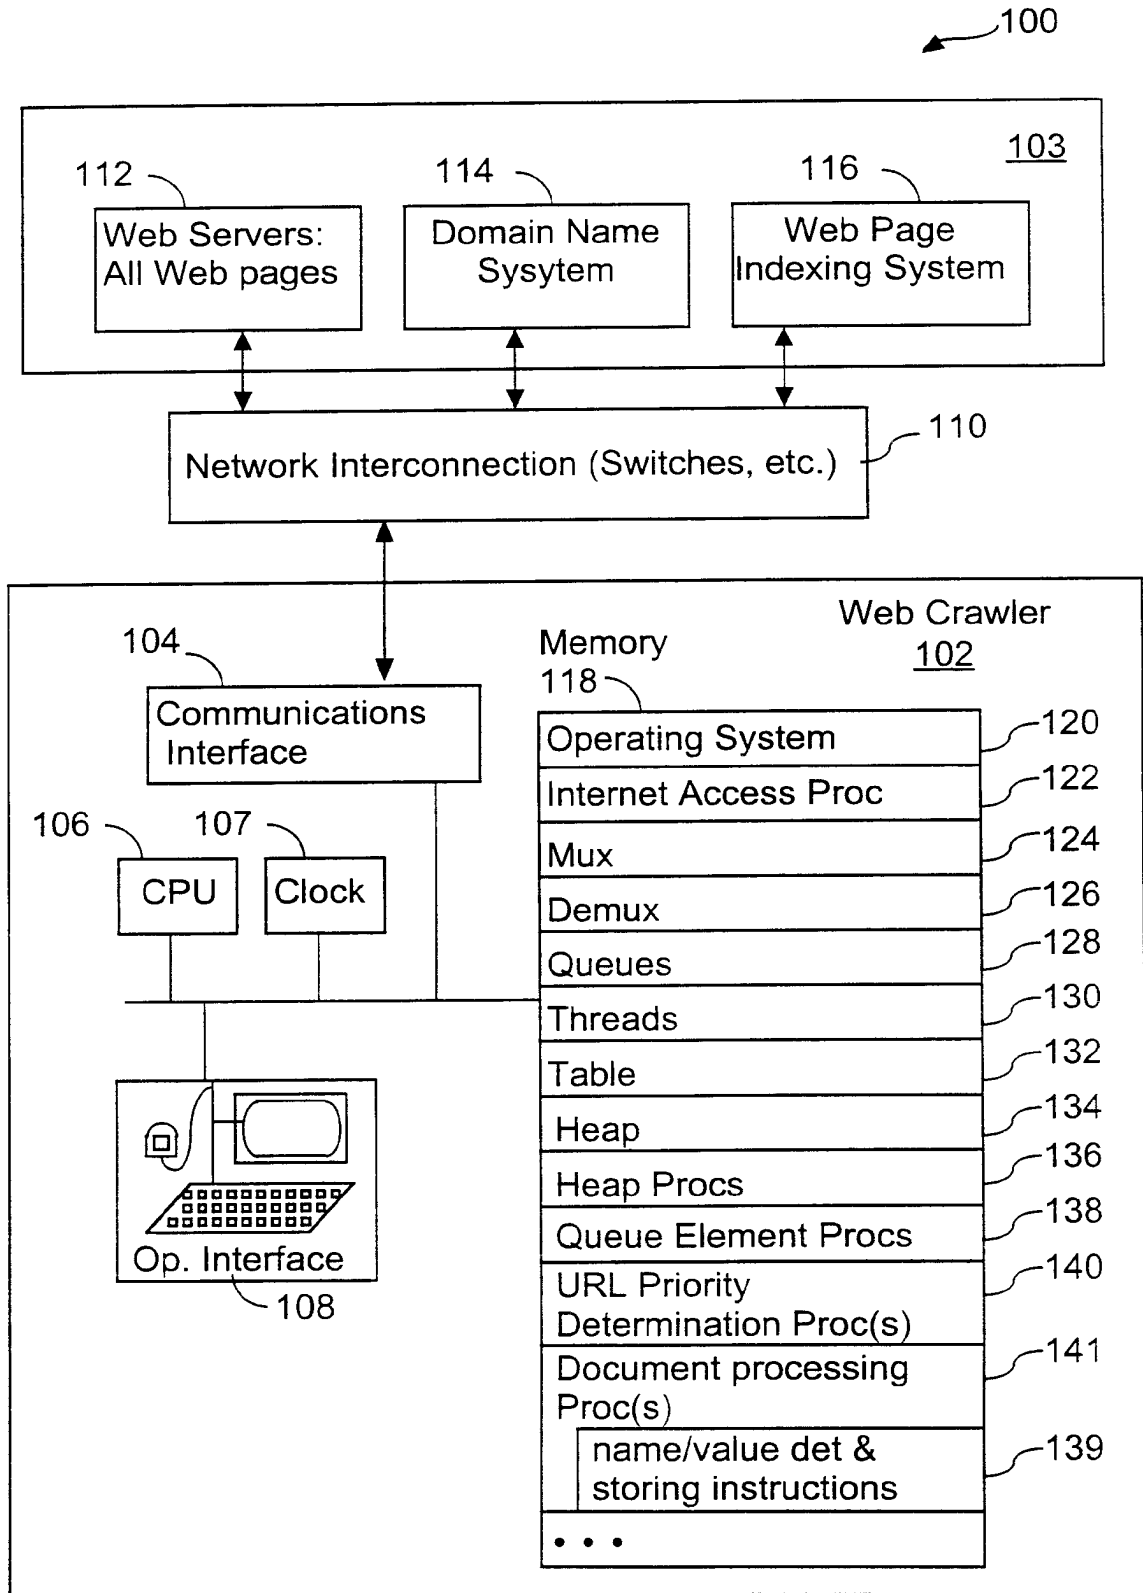 100
103
112
114
116
Web Servers:
All Web pages
Domain Name
Sysytem
Web Page
Indexing System
110
Network Interconnection (Switches, etc.)
Web Crawler
102
104
Communications
Interface
106
107
CPU
Clock
Op. Interface
108
Memory
118
Operating System
120
Internet Access Proc
122
Mux
124
Demux
126
Queues
128
Threads
130
Table
132
Heap
134
Heap Procs
136
Queue Element Procs
138
URL Priority
Determination Proc(s)
140
Document processing
Proc(s)
141
name/value det &
storing instructions
139
• • •